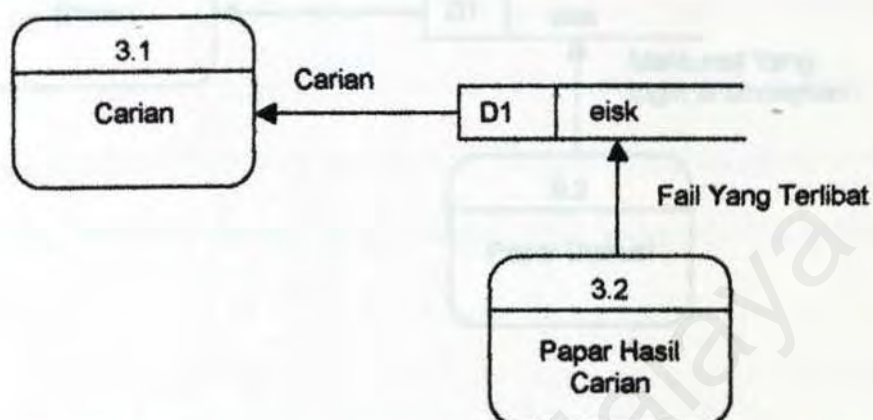 3.1
Carian
Carian
D1 eisk
Fail Yang Terlibat
3.2
Papar Hasil
Carian